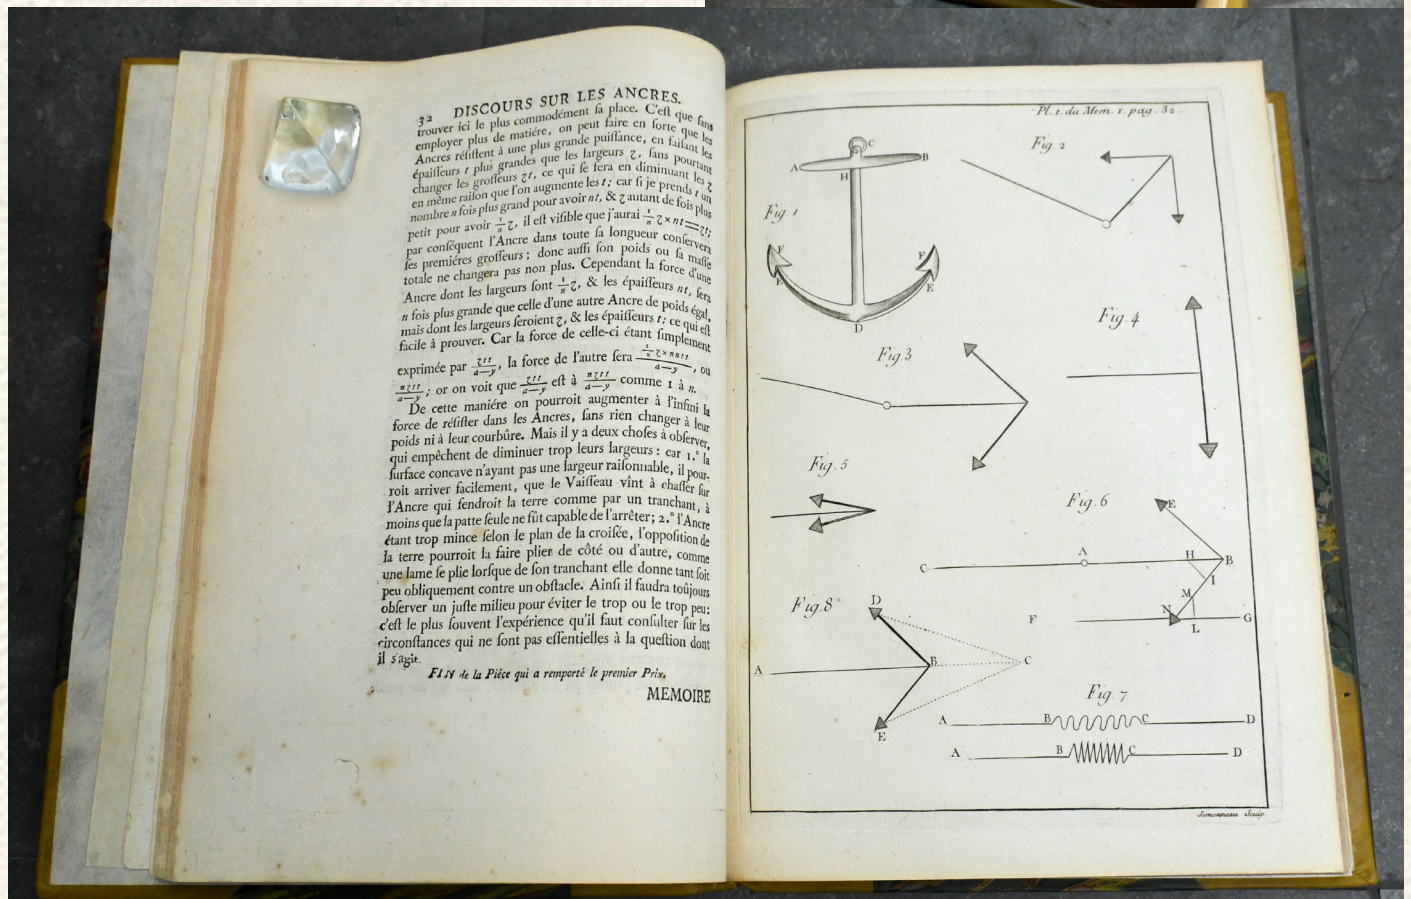 32 DISCOURS SUR LES ANCRES.
trouver ici le plus commodément ſa place. C'eſt que ſans
employer plus de matiére, on peut faire en ſorte que les
Ancres réſiſtent à une plus grande puiſſance, en faiſant les
épaiſſeurs t plus grandes que les largeurs z, ſans pourtant
changer les groſſeurs zt, ce qui ſe fera en diminuant les z
en même raiſon que l'on augmente les t; car ſi je prends t un
nombre n fois plus grand pour avoir nt, & z autant de fois plus
petit pour avoir 1/n z, il eſt viſible que j'aurai 1/n z × nt = zt;
par conſéquent l'Ancre dans toute ſa longueur conſervera
ſes premiéres groſſeurs; donc auſſi ſon poids ou ſa maſſe
totale ne changera pas non plus. Cependant la force d'une
Ancre dont les largeurs ſont 1/n z, & les épaiſſeurs nt, ſera
n fois plus grande que celle d'une autre Ancre de poids égal,
mais dont les largeurs ſeroient z, & les épaiſſeurs t; ce qui eſt
facile à prouver. Car la force de celle-ci étant ſimplement
exprimée par ztt/a—y, la force de l'autre ſera 1/n z × nntt/a—y, ou
nztt/a—y; or on voit que ztt/a—y eſt à nztt/a—y comme 1 à n.
De cette maniére on pourroit augmenter à l'infini la
force de réſiſter dans les Ancres, ſans rien changer à leur
poids ni à leur courbûre. Mais il y a deux choſes à obſerver,
qui empêchent de diminuer trop leurs largeurs: car 1.° la
ſurface concave n'ayant pas une largeur raiſonnable, il pour-
roit arriver facilement, que le Vaiſſeau vînt à chaſſer ſur
l'Ancre qui fendroit la terre comme par un tranchant, à
moins que la patte ſeule ne fût capable de l'arrêter; 2.° l'Ancre
étant trop mince ſelon le plan de la croiſée, l'oppoſition de
la terre pourroit la faire plier de côté ou d'autre, comme
une lame ſe plie lorſque de ſon tranchant elle donne tant ſoit
peu obliquement contre un obſtacle. Ainſi il faudra toûjours
obſerver un juſte milieu pour éviter le trop ou le trop peu:
c'eſt le plus ſouvent l'expérience qu'il faut conſulter ſur les
circonſtances qui ne ſont pas eſſentielles à la queſtion dont
il s'agit.
FIN de la Piéce qui a remporté le premier Prix.
MEMOIRE
Pl. 1. du Mem. 1. pag. 32.
Fig. 1
C
A
B
H
F
F
E
E
D
Fig. 2
Fig. 3
Fig. 4
Fig. 5
Fig. 6
E
A
H
B
C
I
M
N
F
L
G
Fig. 8
D
A
B
C
E
Fig. 7
A B C D
A B C D
Simonneau Sculp